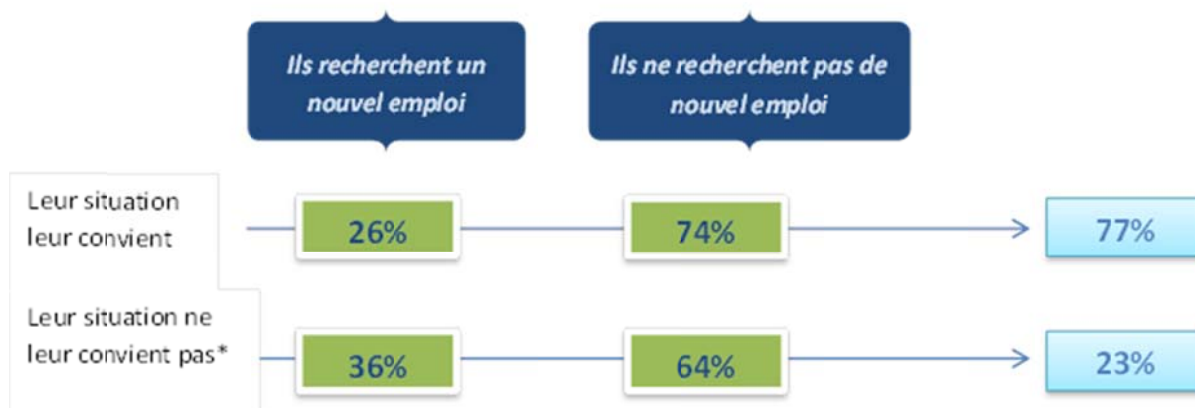 Ils recherchent un
nouvel emploi
Ils ne recherchent pas de
nouvel emploi
Leur situation
leur convient
26%
74%
77%
Leur situation ne
leur convient pas*
36%
64%
23%